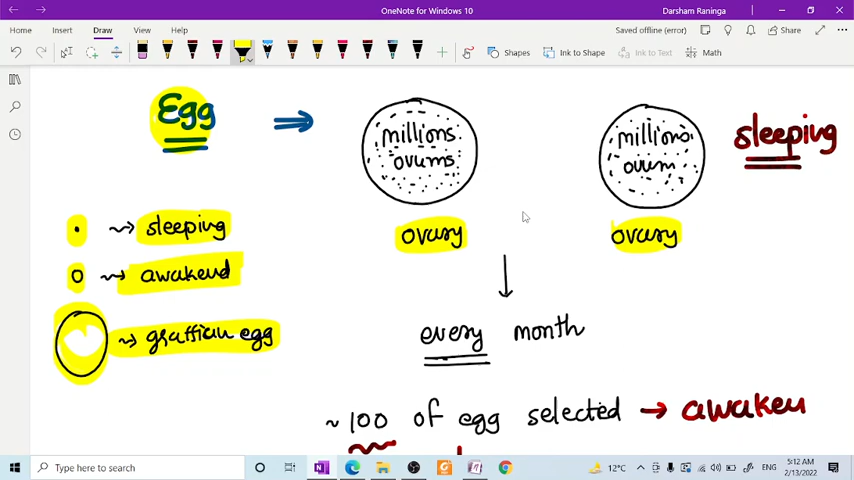 OneNote for Windows 10
Darsham Raninga
Home Insert Draw View Help
Saved offline (error)
Share
Shapes
Ink to Shape
Ink to Text
Math
Egg
millions
ovums
millions
ovum
sleeping
sleeping
ovary
ovary
awakend
graffian egg
every month
~100 of egg selected → awaken
Type here to search
12°C
ENG
5:12 AM
2/13/2022